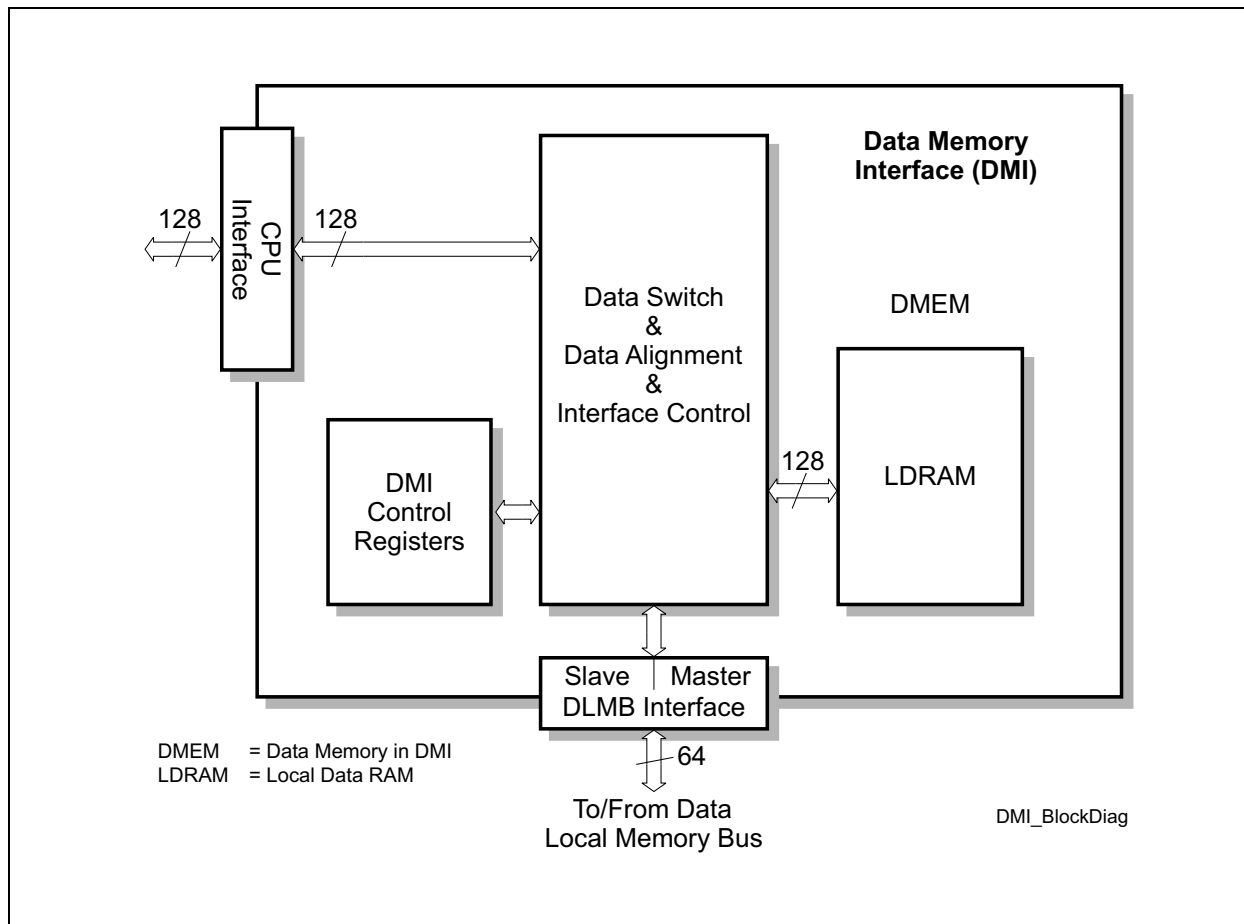 Data Memory
Interface (DMI)
128
CPU
Interface
128
Data Switch
&
Data Alignment
&
Interface Control
DMEM
LDRAM
128
DMI
Control
Registers
Slave Master
DLMB Interface
64
To/From Data
Local Memory Bus
DMEM = Data Memory in DMI
LDRAM = Local Data RAM
DMI_BlockDiag